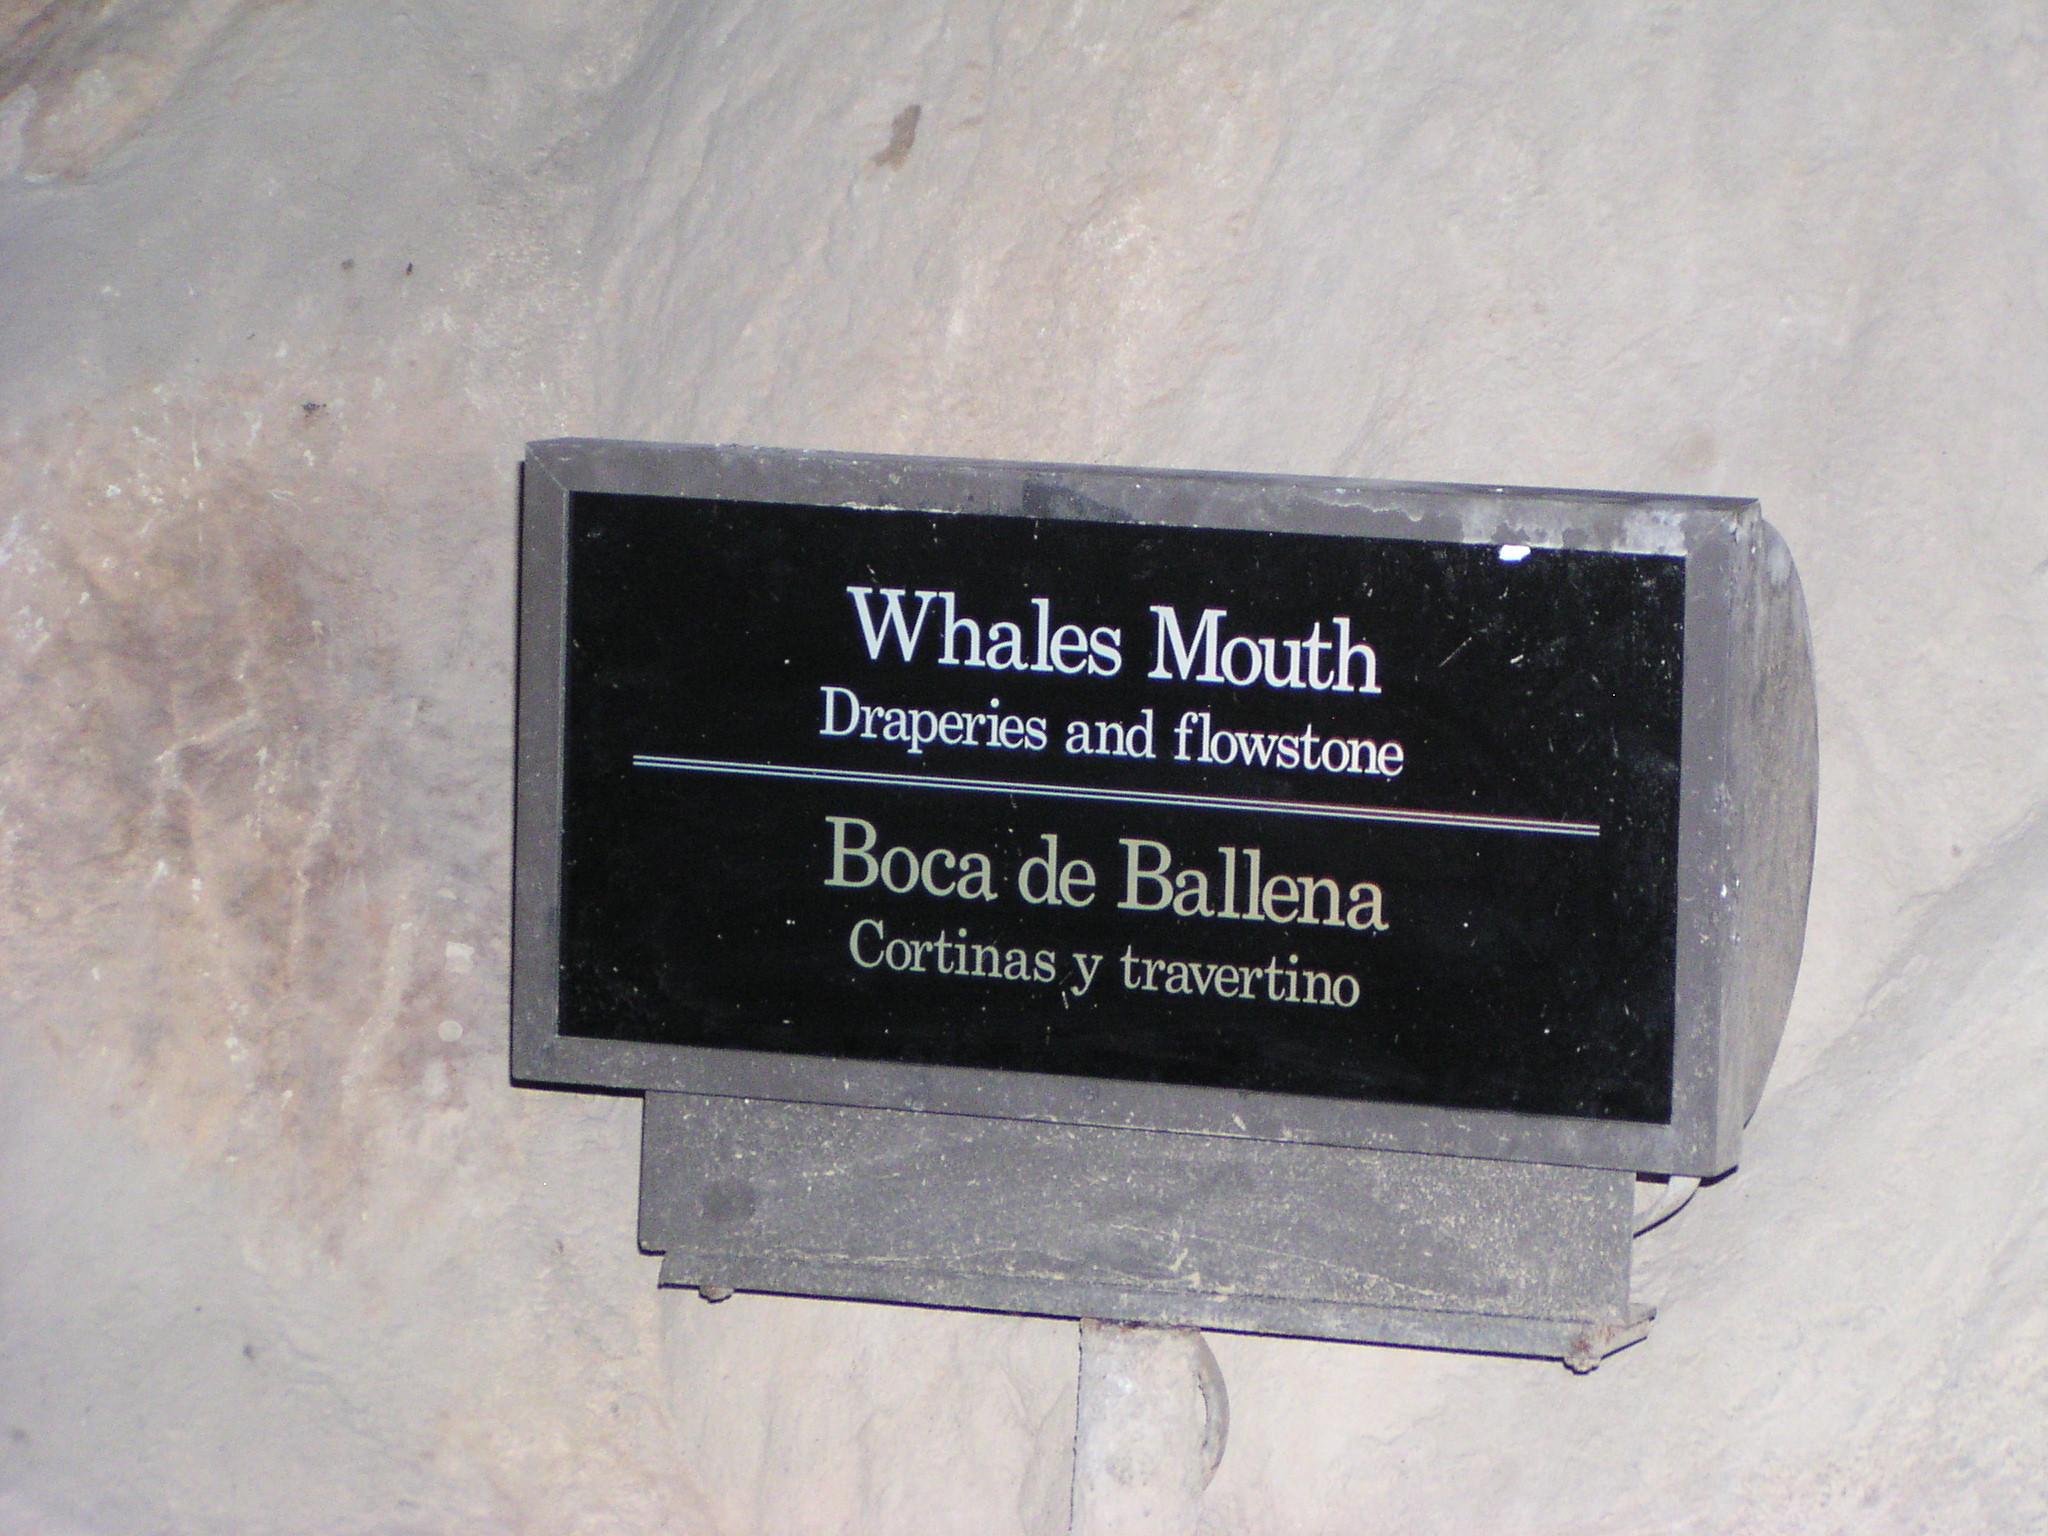 Whales Mouth
Draperies and flowstone
Boca de Ballena
Cortinas y travertino